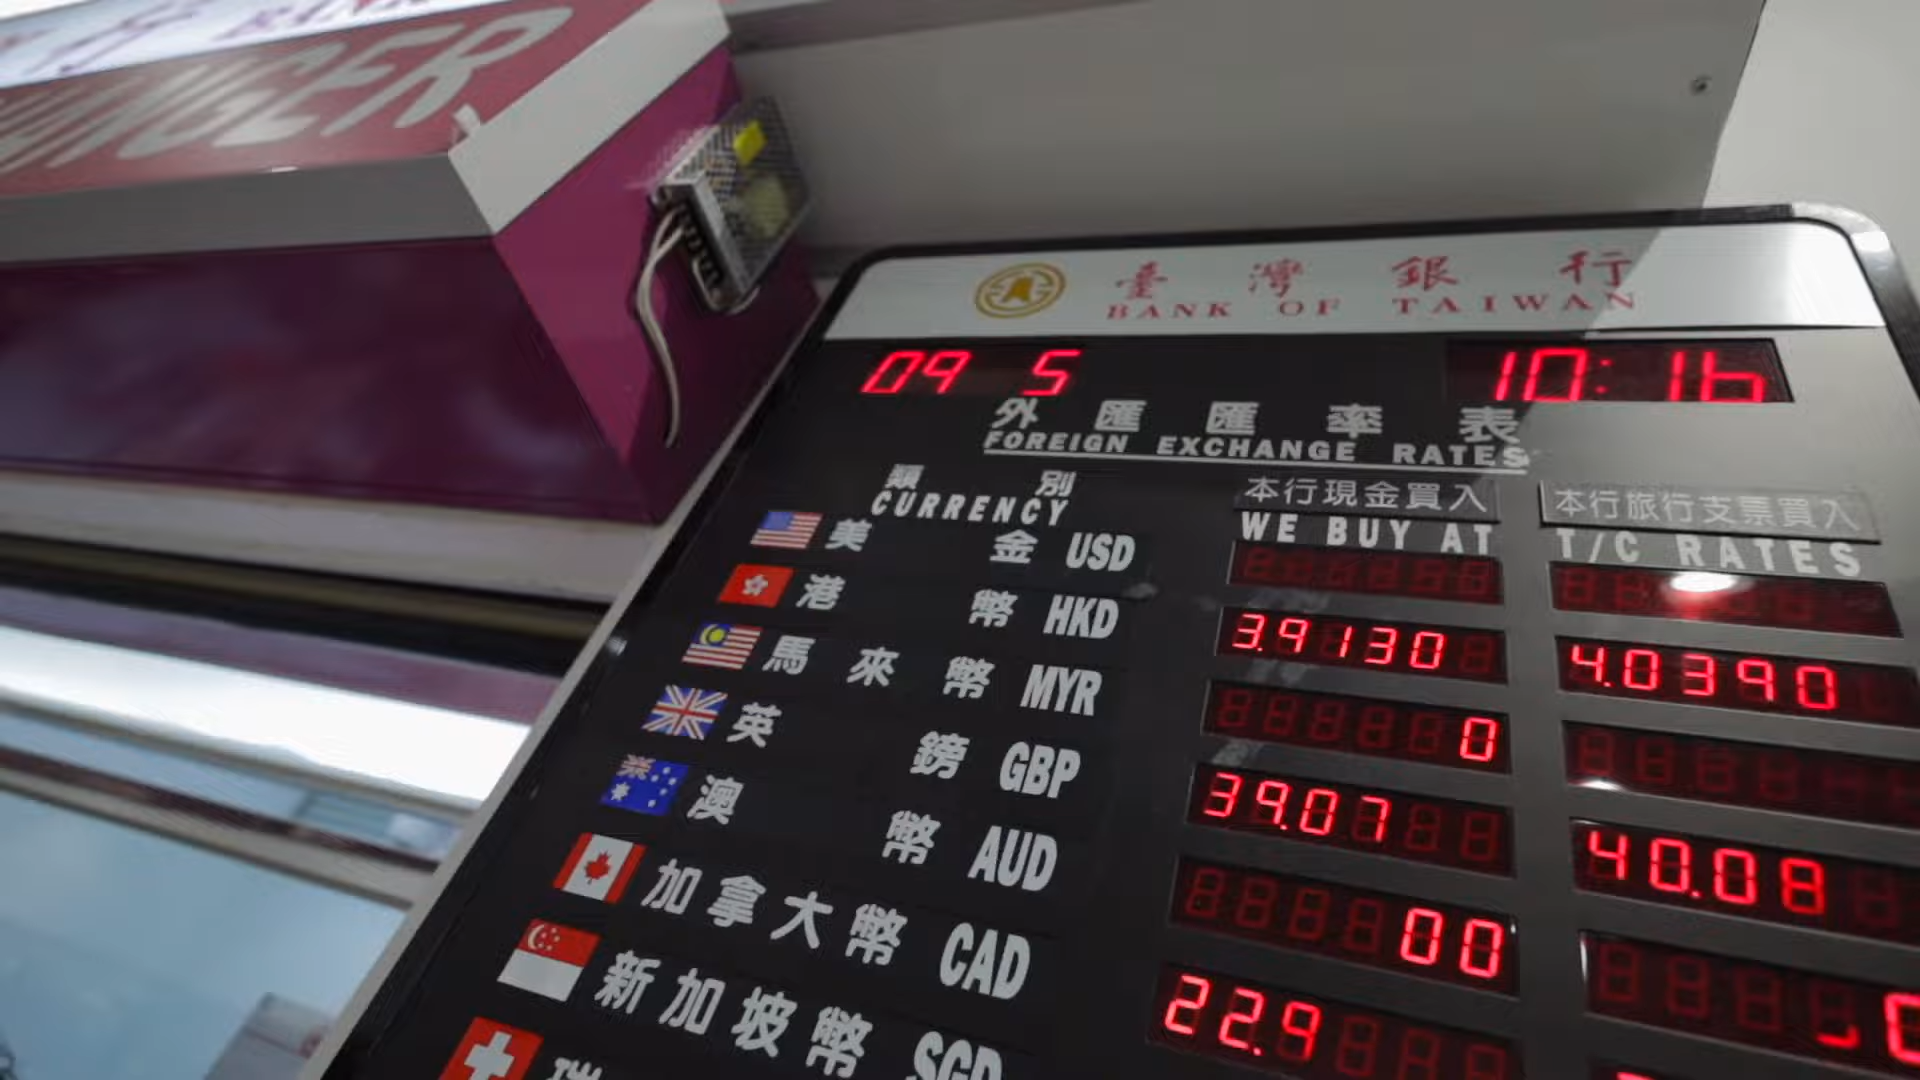 BANK
HANGER
臺灣銀行
BANK OF TAIWAN
09 5 10:16
外匯匯率表
FOREIGN EXCHANGE RATES
類別 本行現金買入 本行旅行支票買入
CURRENCY WE BUY AT T/C RATES
美金 USD
港幣 HKD 3.9130 4.0390
馬來幣 MYR 0
英鎊 GBP 39.07 40.08
澳幣 AUD 00
加拿大幣 CAD 22.9
新加坡幣 SGD
瑞